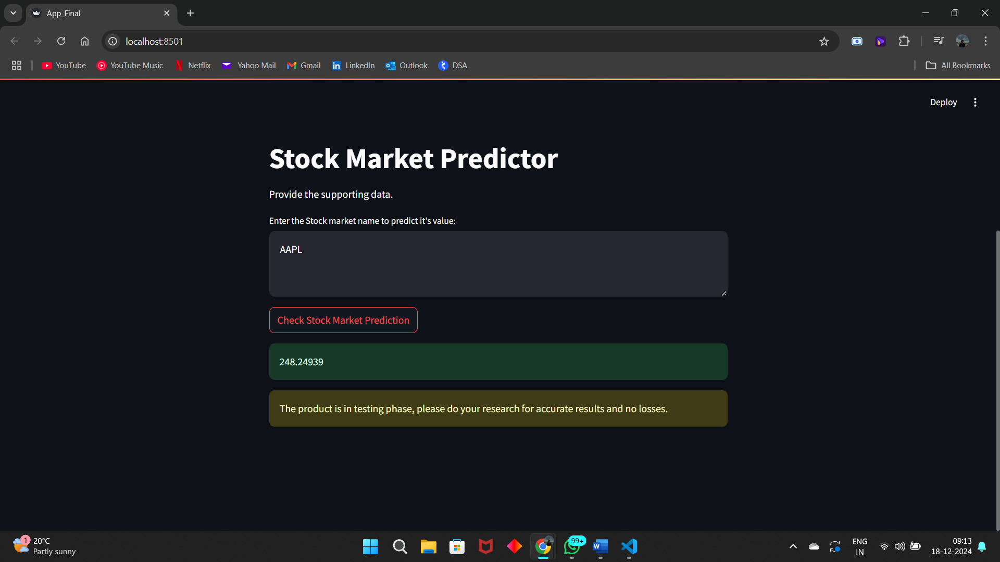 App_Final
localhost:8501
YouTube
YouTube Music
Netflix
Yahoo Mail
Gmail
LinkedIn
Outlook
DSA
All Bookmarks
Deploy
Stock Market Predictor
Provide the supporting data.
Enter the Stock market name to predict it's value:
AAPL
Check Stock Market Prediction
248.24939
The product is in testing phase, please do your research for accurate results and no losses.
1
20°C
Partly sunny
99+
W
ENG
IN
09:13
18-12-2024